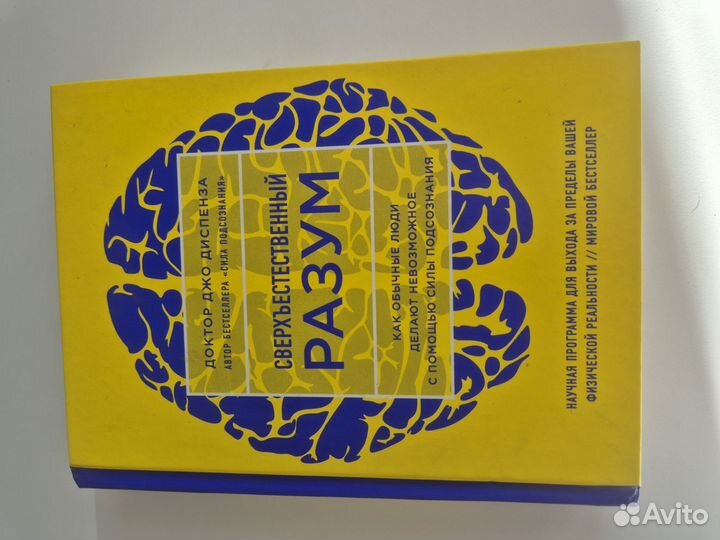 ДОКТОР ДЖО ДИСПЕНЗА
АВТОР БЕСТСЕЛЛЕРА «СИЛА ПОДСОЗНАНИЯ»
СВЕРХЪЕСТЕСТВЕННЫЙ
РАЗУМ
КАК ОБЫЧНЫЕ ЛЮДИ
ДЕЛАЮТ НЕВОЗМОЖНОЕ
С ПОМОЩЬЮ СИЛЫ ПОДСОЗНАНИЯ
НАУЧНАЯ ПРОГРАММА ДЛЯ ВЫХОДА ЗА ПРЕДЕЛЫ ВАШЕЙ
ФИЗИЧЕСКОЙ РЕАЛЬНОСТИ // МИРОВОЙ БЕСТСЕЛЛЕР
Avito